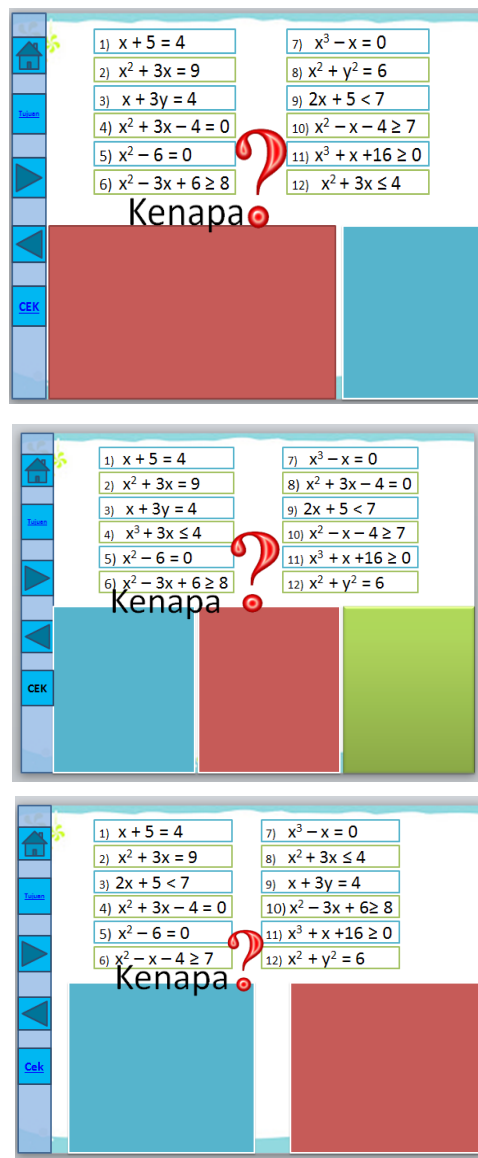 1) x + 5 = 4
2) x² + 3x = 9
3) x + 3y = 4
4) x² + 3x – 4 = 0
5) x² – 6 = 0
6) x² – 3x + 6 ≥ 8
7) x³ – x = 0
8) x² + y² = 6
9) 2x + 5 < 7
10) x² – x – 4 ≥ 7
11) x³ + x +16 ≥ 0
12) x² + 3x ≤ 4
Kenapa?
Tujuan
CEK
1) x + 5 = 4
2) x² + 3x = 9
3) x + 3y = 4
4) x³ + 3x ≤ 4
5) x² – 6 = 0
6) x² – 3x + 6 ≥ 8
7) x³ – x = 0
8) x² + 3x – 4 = 0
9) 2x + 5 < 7
10) x² – x – 4 ≥ 7
11) x³ + x +16 ≥ 0
12) x² + y² = 6
Kenapa ?
Tujuan
CEK
1) x + 5 = 4
2) x² + 3x = 9
3) 2x + 5 < 7
4) x² + 3x – 4 = 0
5) x² – 6 = 0
6) x² – x – 4 ≥ 7
7) x³ – x = 0
8) x² + 3x ≤ 4
9) x + 3y = 4
10) x² – 3x + 6≥ 8
11) x³ + x +16 ≥ 0
12) x² + y² = 6
Kenapa ?
Tujuan
Cek